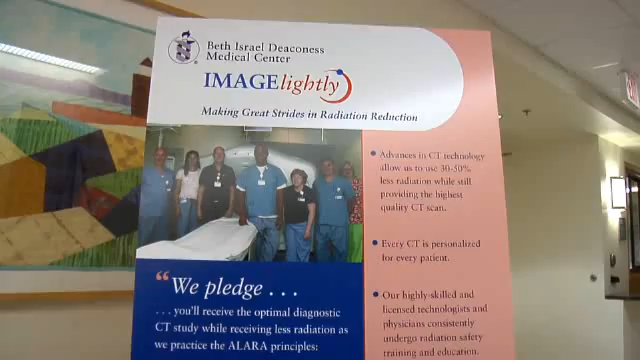 Beth Israel Deaconess
Medical Center
IMAGElightly
Making Great Strides in Radiation Reduction
• Advances in CT technology
allow us to use 30-50%
less radiation while still
providing the highest
quality CT scan.
• Every CT is personalized
for every patient.
• Our highly-skilled and
licensed technologists and
physicians consistently
undergo radiation safety
training and education.
“We pledge . . .
. . . you'll receive the optimal diagnostic
CT study while receiving less radiation as
we practice the ALARA principles: